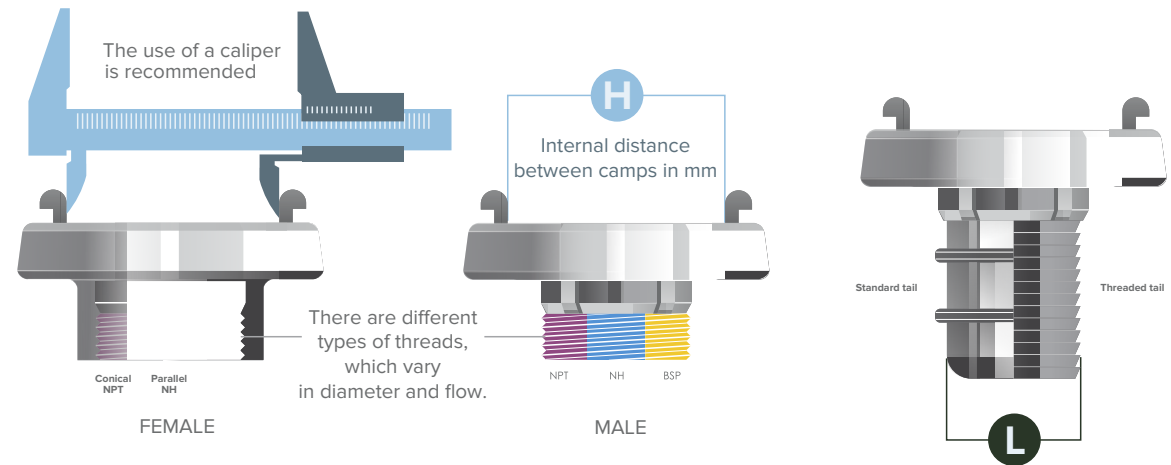 The use of a caliper
is recommended
H
Internal distance
between camps in mm
There are different
types of threads,
which vary
in diameter and flow.
Conical
NPT
Parallel
NH
FEMALE
NPT
NH
BSP
MALE
Standard tail
Threaded tail
L